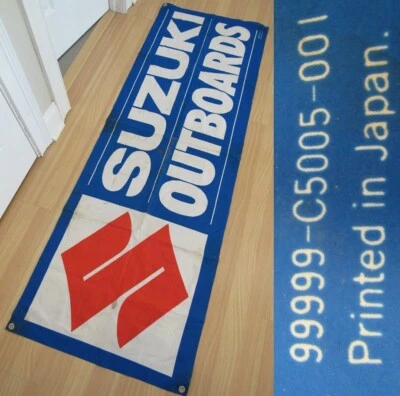 SUZUKI
OUTBOARDS
99999-C5005-001
Printed in Japan.